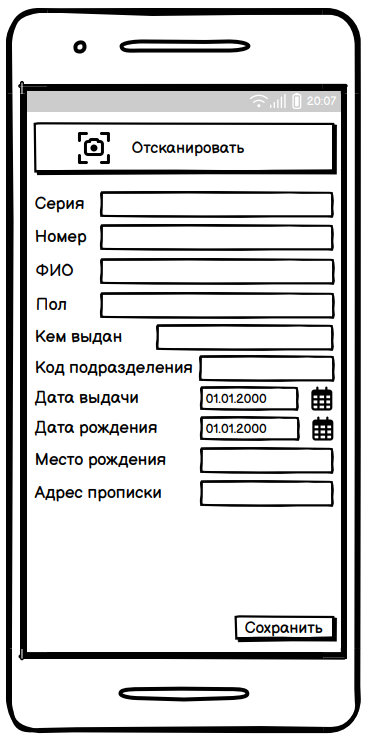 20:07
Отсканировать
Серия
Номер
ФИО
Пол
Кем выдан
Код подразделения
Дата выдачи 01.01.2000
Дата рождения 01.01.2000
Место рождения
Адрес прописки
Сохранить